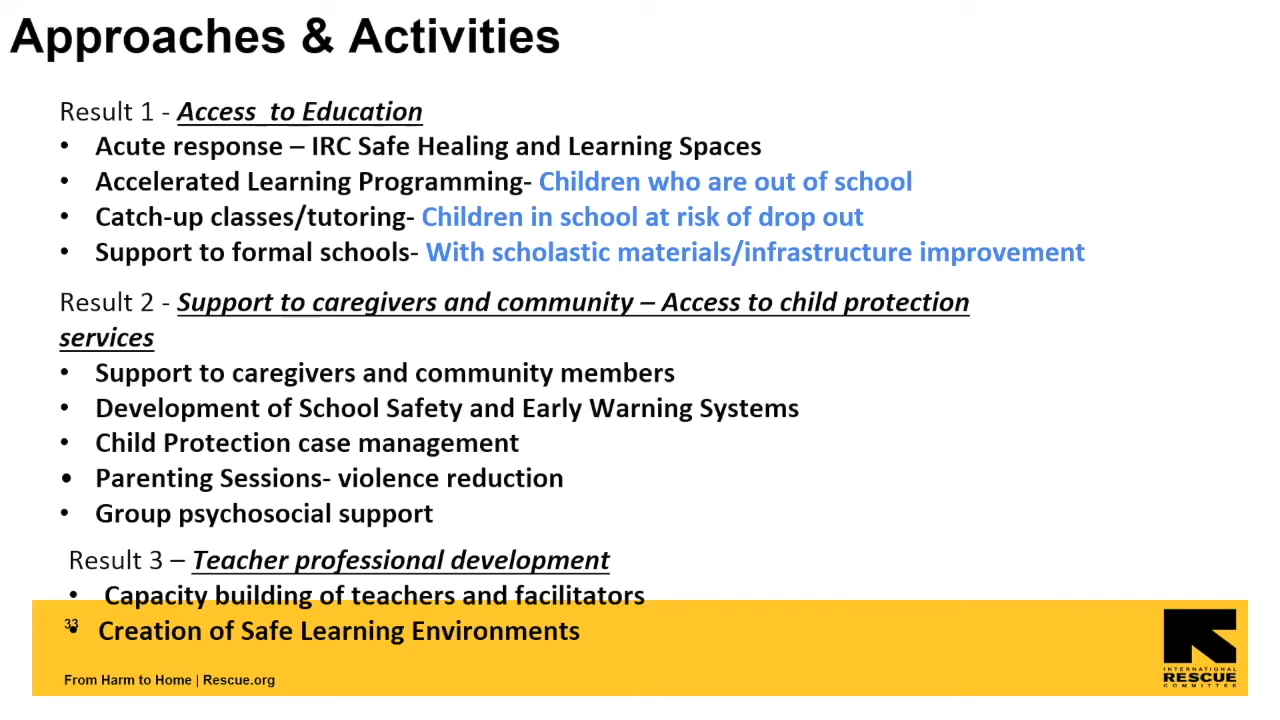 Approaches & Activities
Result 1 - Access to Education
• Acute response – IRC Safe Healing and Learning Spaces
• Accelerated Learning Programming- Children who are out of school
• Catch-up classes/tutoring- Children in school at risk of drop out
• Support to formal schools- With scholastic materials/infrastructure improvement
Result 2 - Support to caregivers and community – Access to child protection
services
• Support to caregivers and community members
• Development of School Safety and Early Warning Systems
• Child Protection case management
• Parenting Sessions- violence reduction
• Group psychosocial support
Result 3 – Teacher professional development
• Capacity building of teachers and facilitators
• Creation of Safe Learning Environments
33
From Harm to Home | Rescue.org
INTERNATIONAL
RESCUE
COMMITTEE